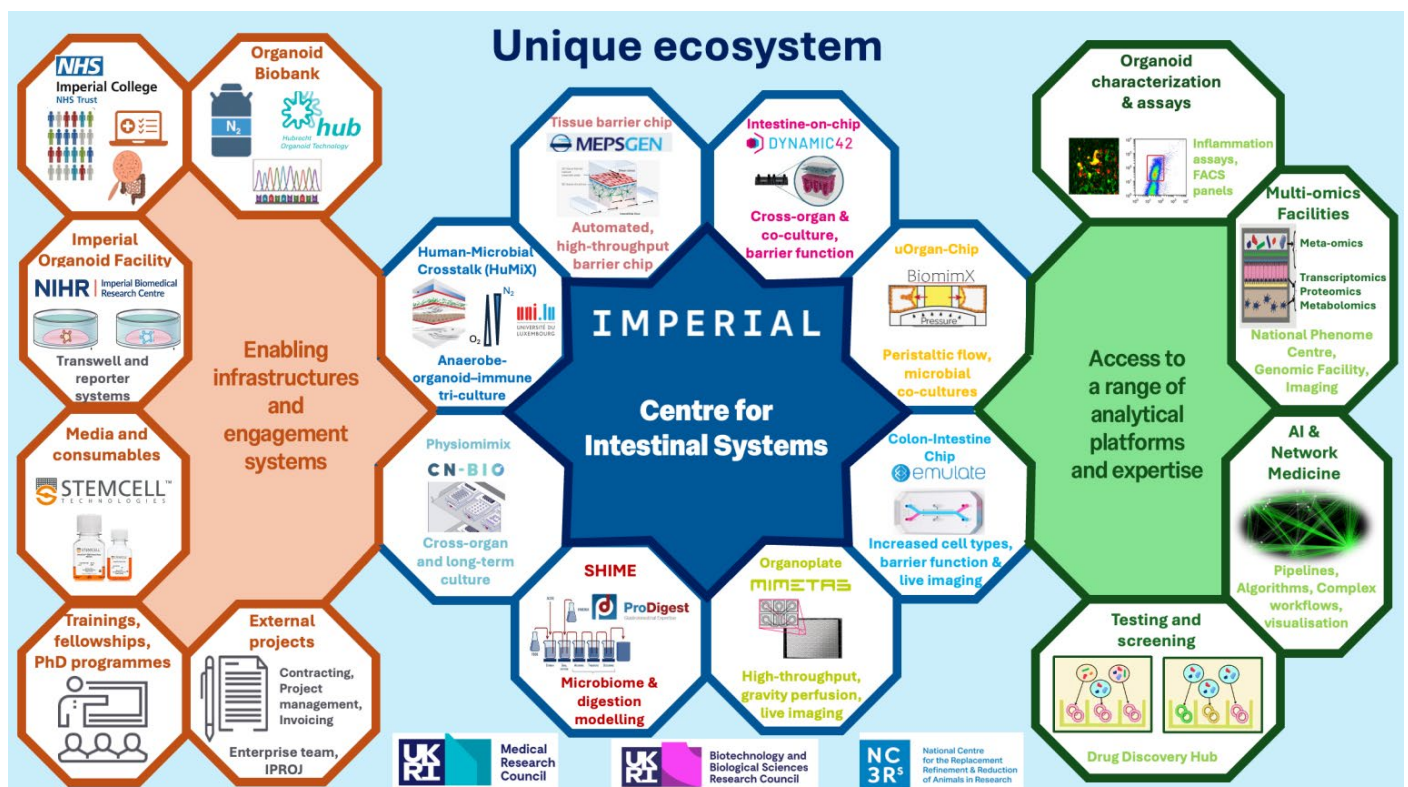 Unique ecosystem
NHS
Imperial College
NHS Trust
Organoid
Biobank
N₂
hub
Hubrecht
Organoid Technology
Imperial
Organoid Facility
NIHR | Imperial Biomedical
Research Centre
Transwell and
reporter
systems
Media and
consumables
STEMCELL™
TECHNOLOGIES
Trainings,
fellowships,
PhD programmes
External
projects
Contracting,
Project
management,
Invoicing
Enterprise team,
IPROJ
Enabling
infrastructures
and
engagement
systems
Tissue barrier chip
MEPSGEN
Automated,
high-throughput
barrier chip
Intestine-on-chip
DYNAMIC42
Cross-organ &
co-culture,
barrier function
Human-Microbial
Crosstalk (HuMiX)
N₂
O₂
uni.lu
UNIVERSITÉ DU
LUXEMBOURG
Anaerobe-
organoid–immune
tri-culture
uOrgan-Chip
BiomimX
Pressure
Peristaltic flow,
microbial
co-cultures
IMPERIAL
Centre for
Intestinal Systems
Physiomimix
CN-BIO
Cross-organ
and long-term
culture
Colon-Intestine
Chip
emulate
Increased cell types,
barrier function &
live imaging
SHIME
ProDigest
Microbiome &
digestion
modelling
Organoplate
MIMETAS
High-throughput,
gravity perfusion,
live imaging
Organoid
characterization
& assays
Inflammation
assays,
FACS
panels
Multi-omics
Facilities
Meta-omics
Transcriptomics
Proteomics
Metabolomics
National Phenome
Centre,
Genomic Facility,
Imaging
Access to
a range of
analytical
platforms
and expertise
AI &
Network
Medicine
Pipelines,
Algorithms, Complex
workflows,
visualisation
Testing and
screening
Drug Discovery Hub
UKRI
Medical
Research
Council
UKRI
Biotechnology and
Biological Sciences
Research Council
NC
3Rs
National Centre
for the Replacement
Refinement & Reduction
of Animals in Research